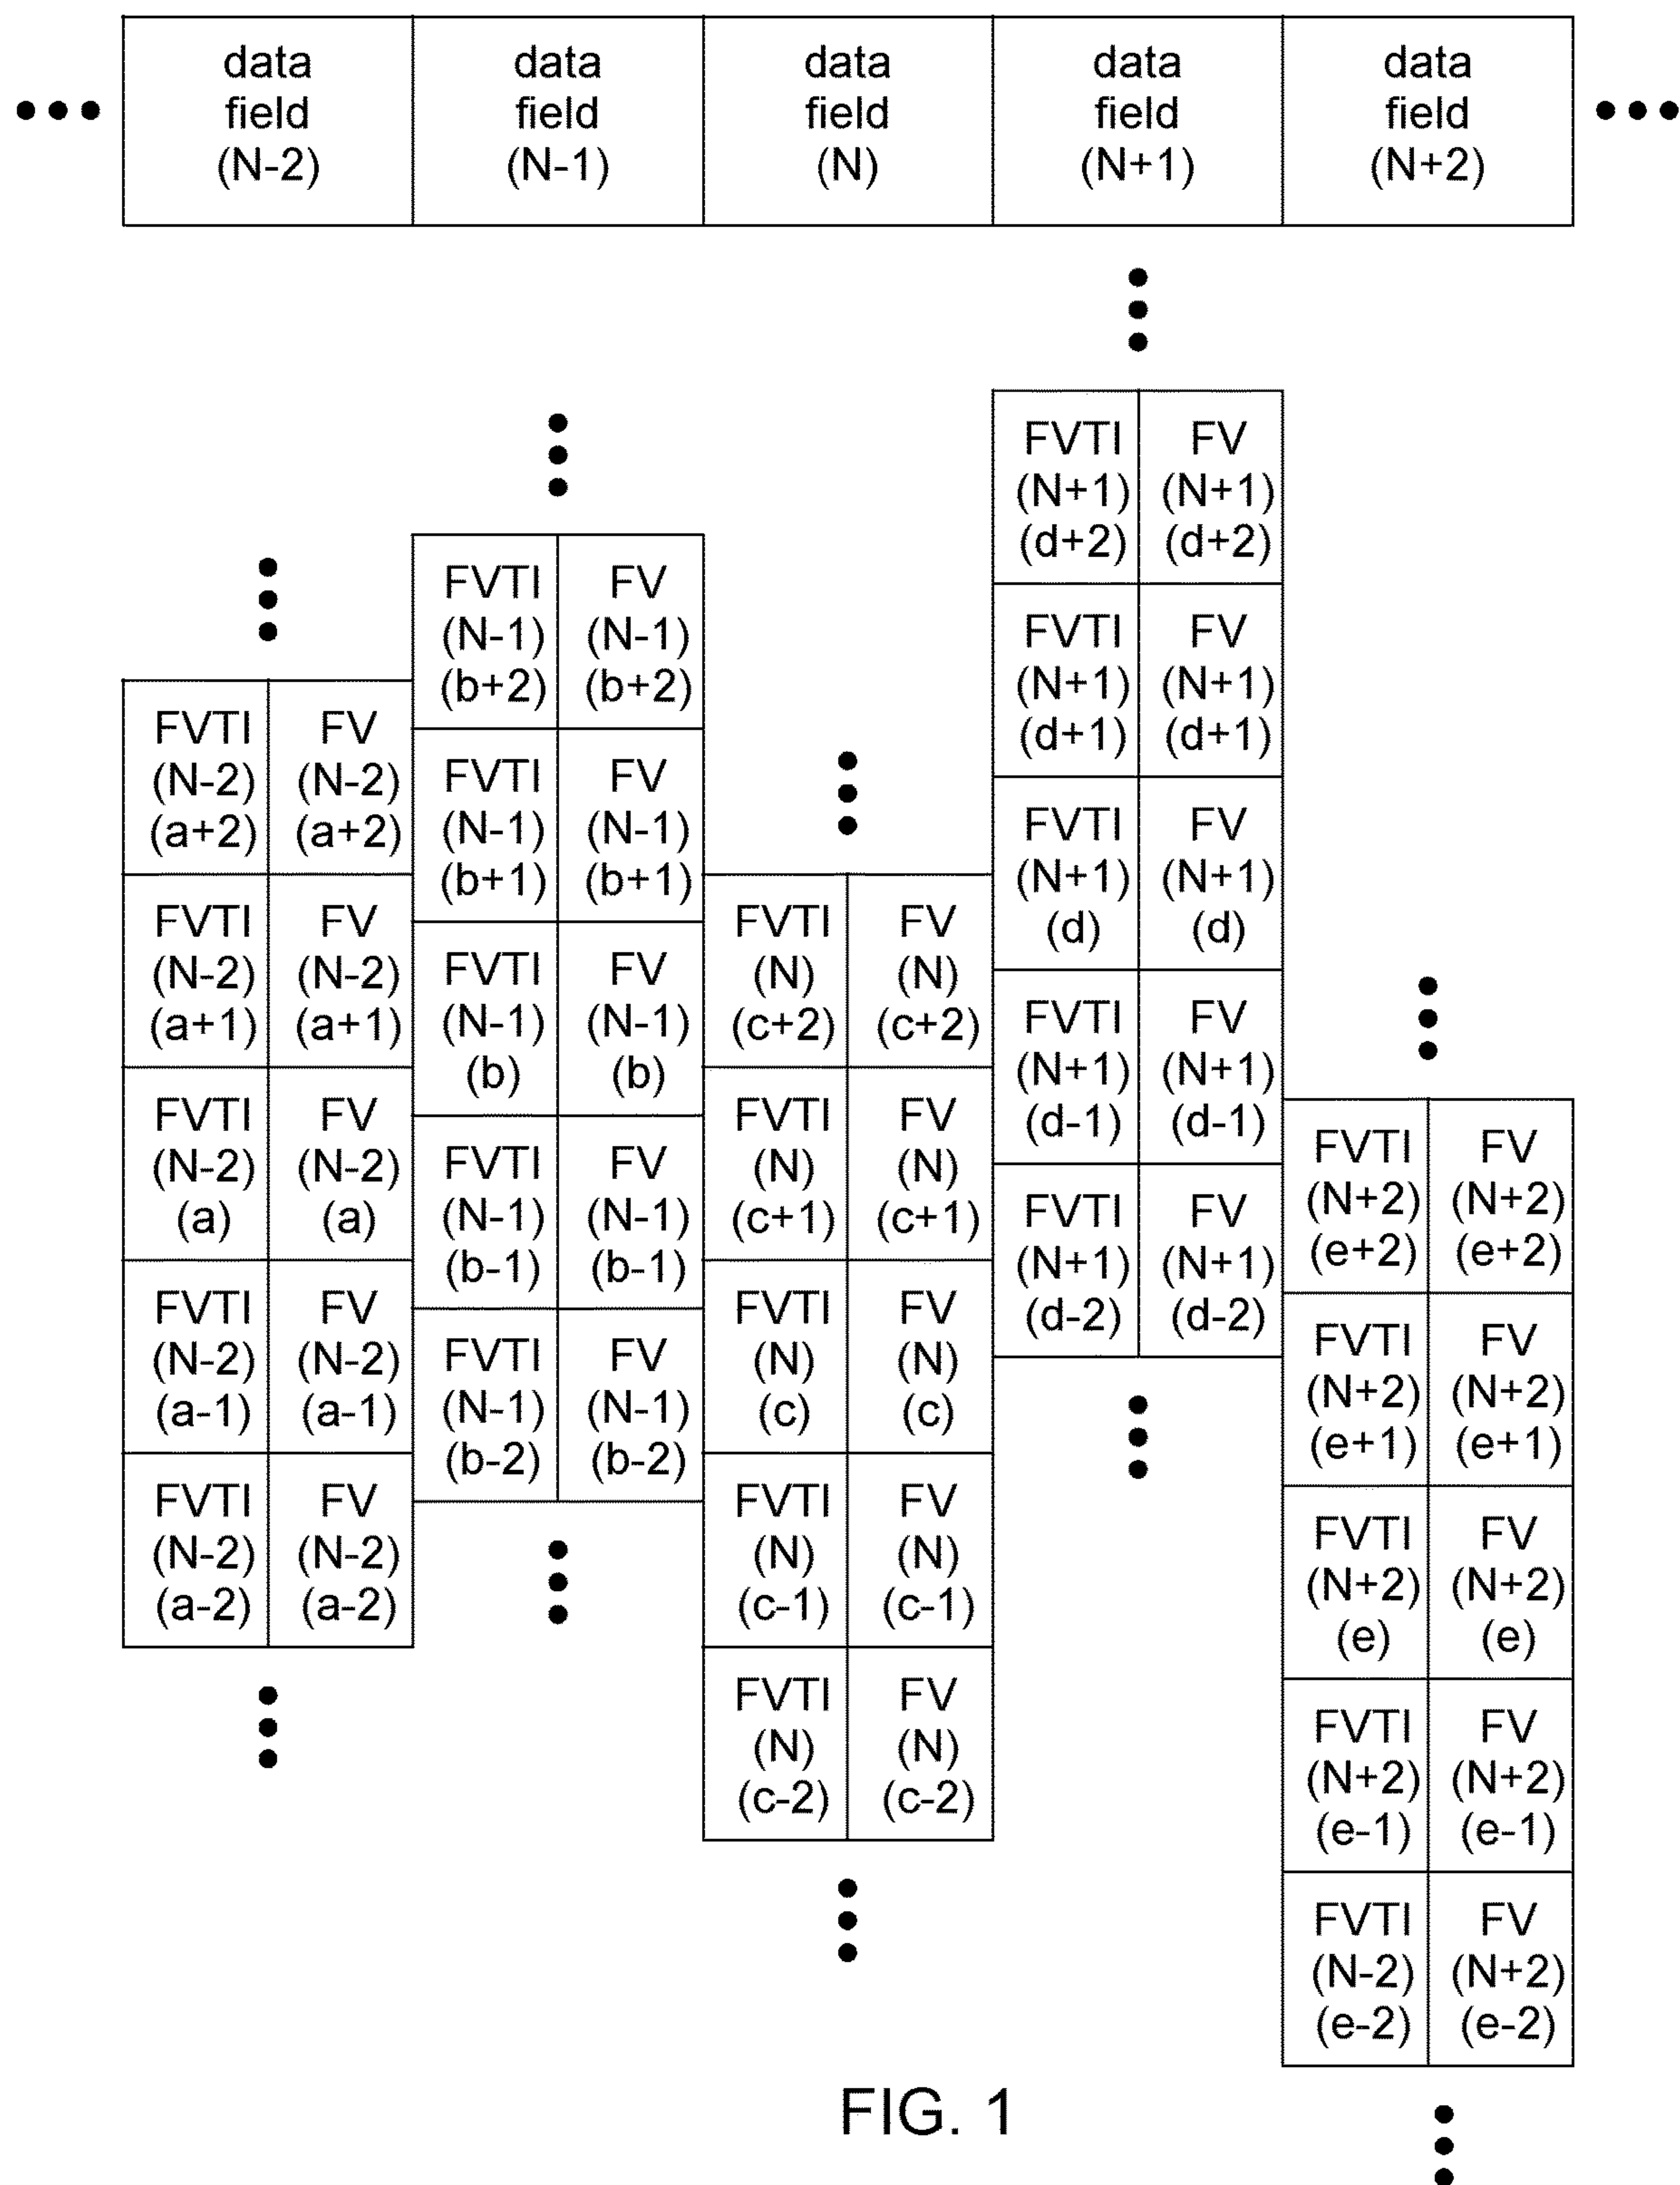 data
field
(N-2)
data
field
(N-1)
data
field
(N)
data
field
(N+1)
data
field
(N+2)
FVTI
(N-2)
(a+2)
FV
(N-2)
(a+2)
FVTI
(N-2)
(a+1)
FV
(N-2)
(a+1)
FVTI
(N-2)
(a)
FV
(N-2)
(a)
FVTI
(N-2)
(a-1)
FV
(N-2)
(a-1)
FVTI
(N-2)
(a-2)
FV
(N-2)
(a-2)
FVTI
(N-1)
(b+2)
FV
(N-1)
(b+2)
FVTI
(N-1)
(b+1)
FV
(N-1)
(b+1)
FVTI
(N-1)
(b)
FV
(N-1)
(b)
FVTI
(N-1)
(b-1)
FV
(N-1)
(b-1)
FVTI
(N-1)
(b-2)
FV
(N-1)
(b-2)
FVTI
(N)
(c+2)
FV
(N)
(c+2)
FVTI
(N)
(c+1)
FV
(N)
(c+1)
FVTI
(N)
(c)
FV
(N)
(c)
FVTI
(N)
(c-1)
FV
(N)
(c-1)
FVTI
(N)
(c-2)
FV
(N)
(c-2)
FVTI
(N+1)
(d+2)
FV
(N+1)
(d+2)
FVTI
(N+1)
(d+1)
FV
(N+1)
(d+1)
FVTI
(N+1)
(d)
FV
(N+1)
(d)
FVTI
(N+1)
(d-1)
FV
(N+1)
(d-1)
FVTI
(N+1)
(d-2)
FV
(N+1)
(d-2)
FVTI
(N+2)
(e+2)
FV
(N+2)
(e+2)
FVTI
(N+2)
(e+1)
FV
(N+2)
(e+1)
FVTI
(N+2)
(e)
FV
(N+2)
(e)
FVTI
(N+2)
(e-1)
FV
(N+2)
(e-1)
FVTI
(N-2)
(e-2)
FV
(N+2)
(e-2)
FIG. 1